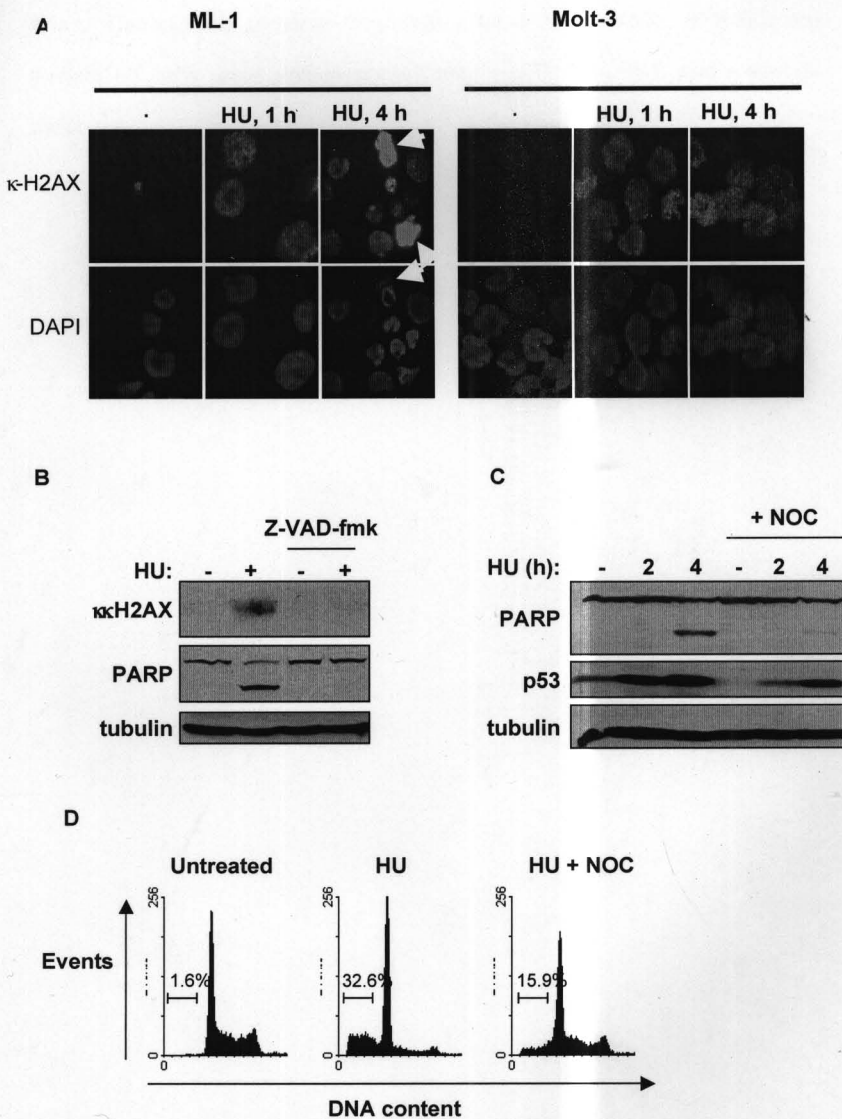 A
ML-1
Molt-3
- HU, 1 h HU, 4 h
- HU, 1 h HU, 4 h
κ-H2AX
DAPI
B
Z-VAD-fmk
HU: - + - +
κκH2AX
PARP
tubulin
C
+ NOC
HU (h): - 2 4 - 2 4
PARP
p53
tubulin
D
Untreated
HU
HU + NOC
Events
256
0
1.6%
0
256
0
32.6%
0
256
0
15.9%
0
DNA content